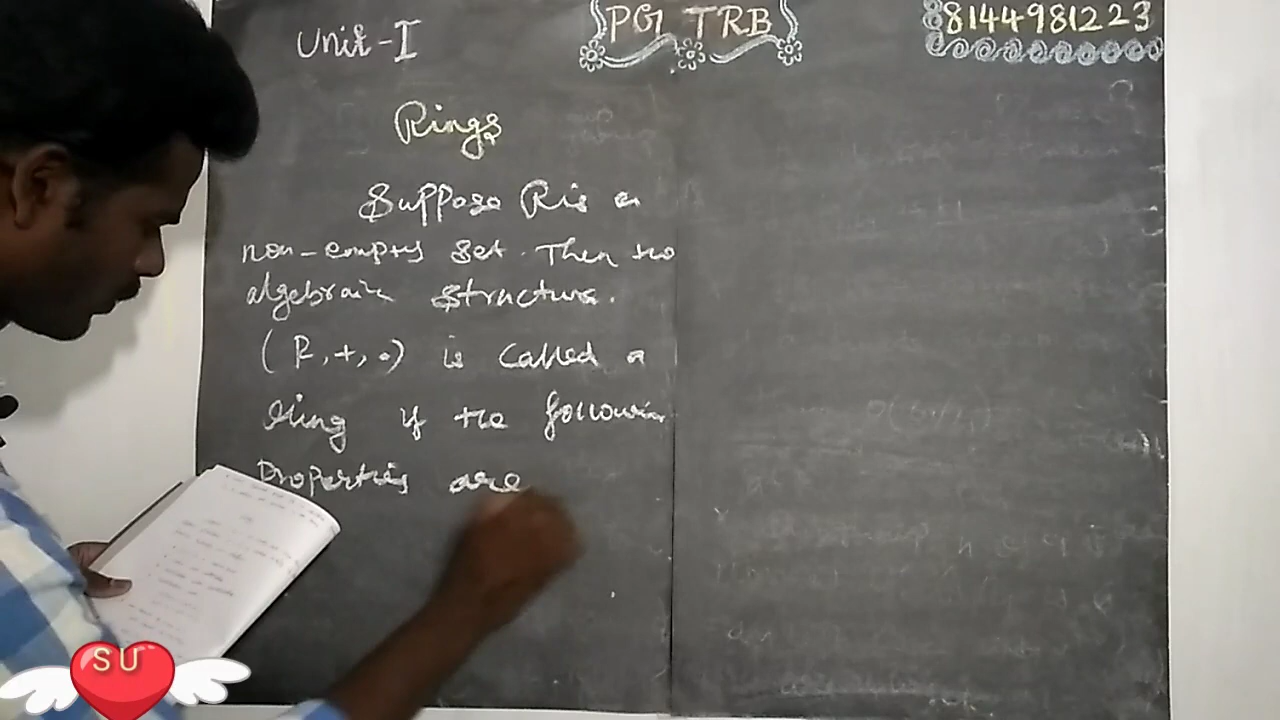 Unit-I
PG TRB
8144981223
Rings
Suppose R is a
non-empty set. Then the
algebraic structure.
(R, +, •) is called a
Ring if the following
Properties are
SU